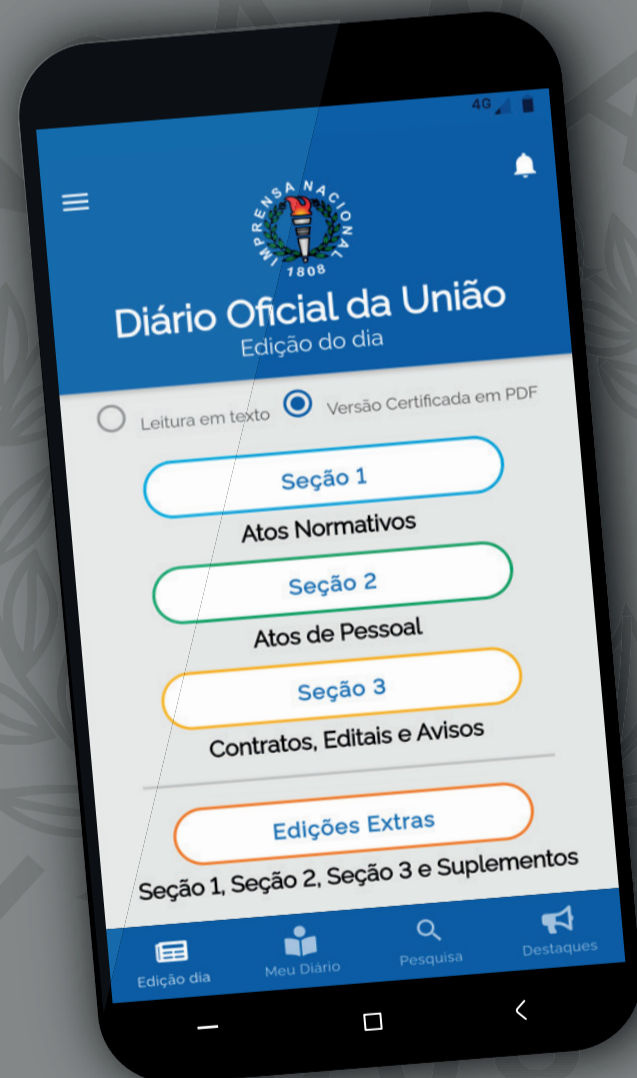 4G
IMPRENSA NACIONAL
1808
Diário Oficial da União
Edição do dia
Leitura em texto Versão Certificada em PDF
Seção 1
Atos Normativos
Seção 2
Atos de Pessoal
Seção 3
Contratos, Editais e Avisos
Edições Extras
Seção 1, Seção 2, Seção 3 e Suplementos
Edição dia Meu Diário Pesquisa Destaques